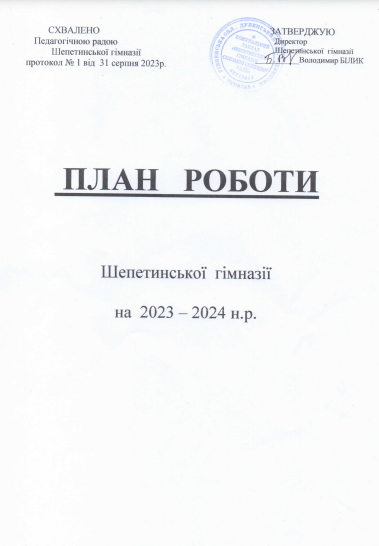 СХВАЛЕНО
Педагогічною радою
Шепетинської гімназії
протокол № 1 від 31 серпня 2023р.
ЗАТВЕРДЖУЮ
Директор
Шепетинської гімназії
Володимир БІЛИК
ПЛАН РОБОТИ
Шепетинської гімназії
на 2023 – 2024 н.р.